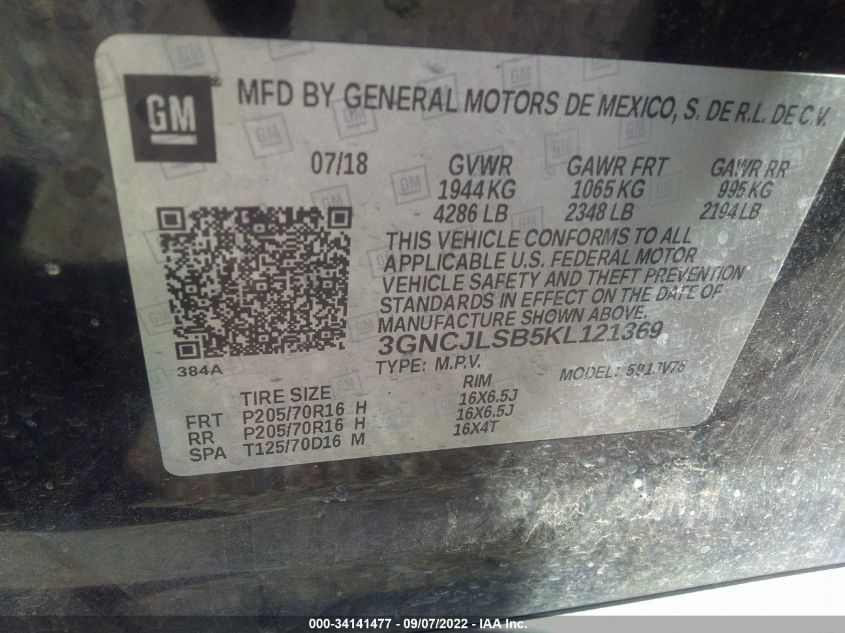 GM ®
MFD BY GENERAL MOTORS DE MEXICO, S. DE R.L. DE C.V.
07/18 GVWR GAWR FRT GAWR RR
1944 KG 1065 KG 995 KG
4286 LB 2348 LB 2194 LB
THIS VEHICLE CONFORMS TO ALL
APPLICABLE U.S. FEDERAL MOTOR
VEHICLE SAFETY AND THEFT PREVENTION
STANDARDS IN EFFECT ON THE DATE OF
MANUFACTURE SHOWN ABOVE.
3GNCJLSB5KL121369
384A
TYPE: M.P.V. MODEL:
TIRE SIZE RIM
FRT P205/70R16 H 16X6.5J
RR P205/70R16 H 16X6.5J
SPA T125/70D16 M 16X4T
000-34141477 - 09/07/2022 - IAA Inc.